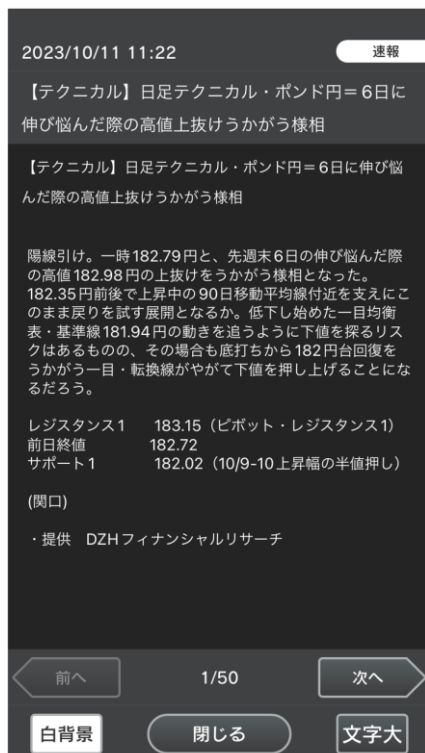 2023/10/11 11:22
速報
【テクニカル】日足テクニカル・ポンド円＝6日に
伸び悩んだ際の高値上抜けうかがう様相
【テクニカル】日足テクニカル・ポンド円＝6日に伸び悩
んだ際の高値上抜けうかがう様相
陽線引け。一時182.79円と、先週末6日の伸び悩んだ際
の高値182.98円の上抜けをうかがう様相となった。
182.35円前後で上昇中の90日移動平均線付近を支えにこ
のまま戻りを試す展開となるか。低下し始めた一目均衡
表・基準線181.94円の動きを追うように下値を探るリス
クはあるものの、その場合も底打ちから182円台回復を
うかがう一目・転換線がやがて下値を押し上げることにな
るだろう。
レジスタンス1 183.15（ピボット・レジスタンス1）
前日終値 182.72
サポート1 182.02（10/9-10上昇幅の半値押し）
(関口)
・提供 DZHフィナンシャルリサーチ
前へ
1/50
次へ
白背景
閉じる
文字大